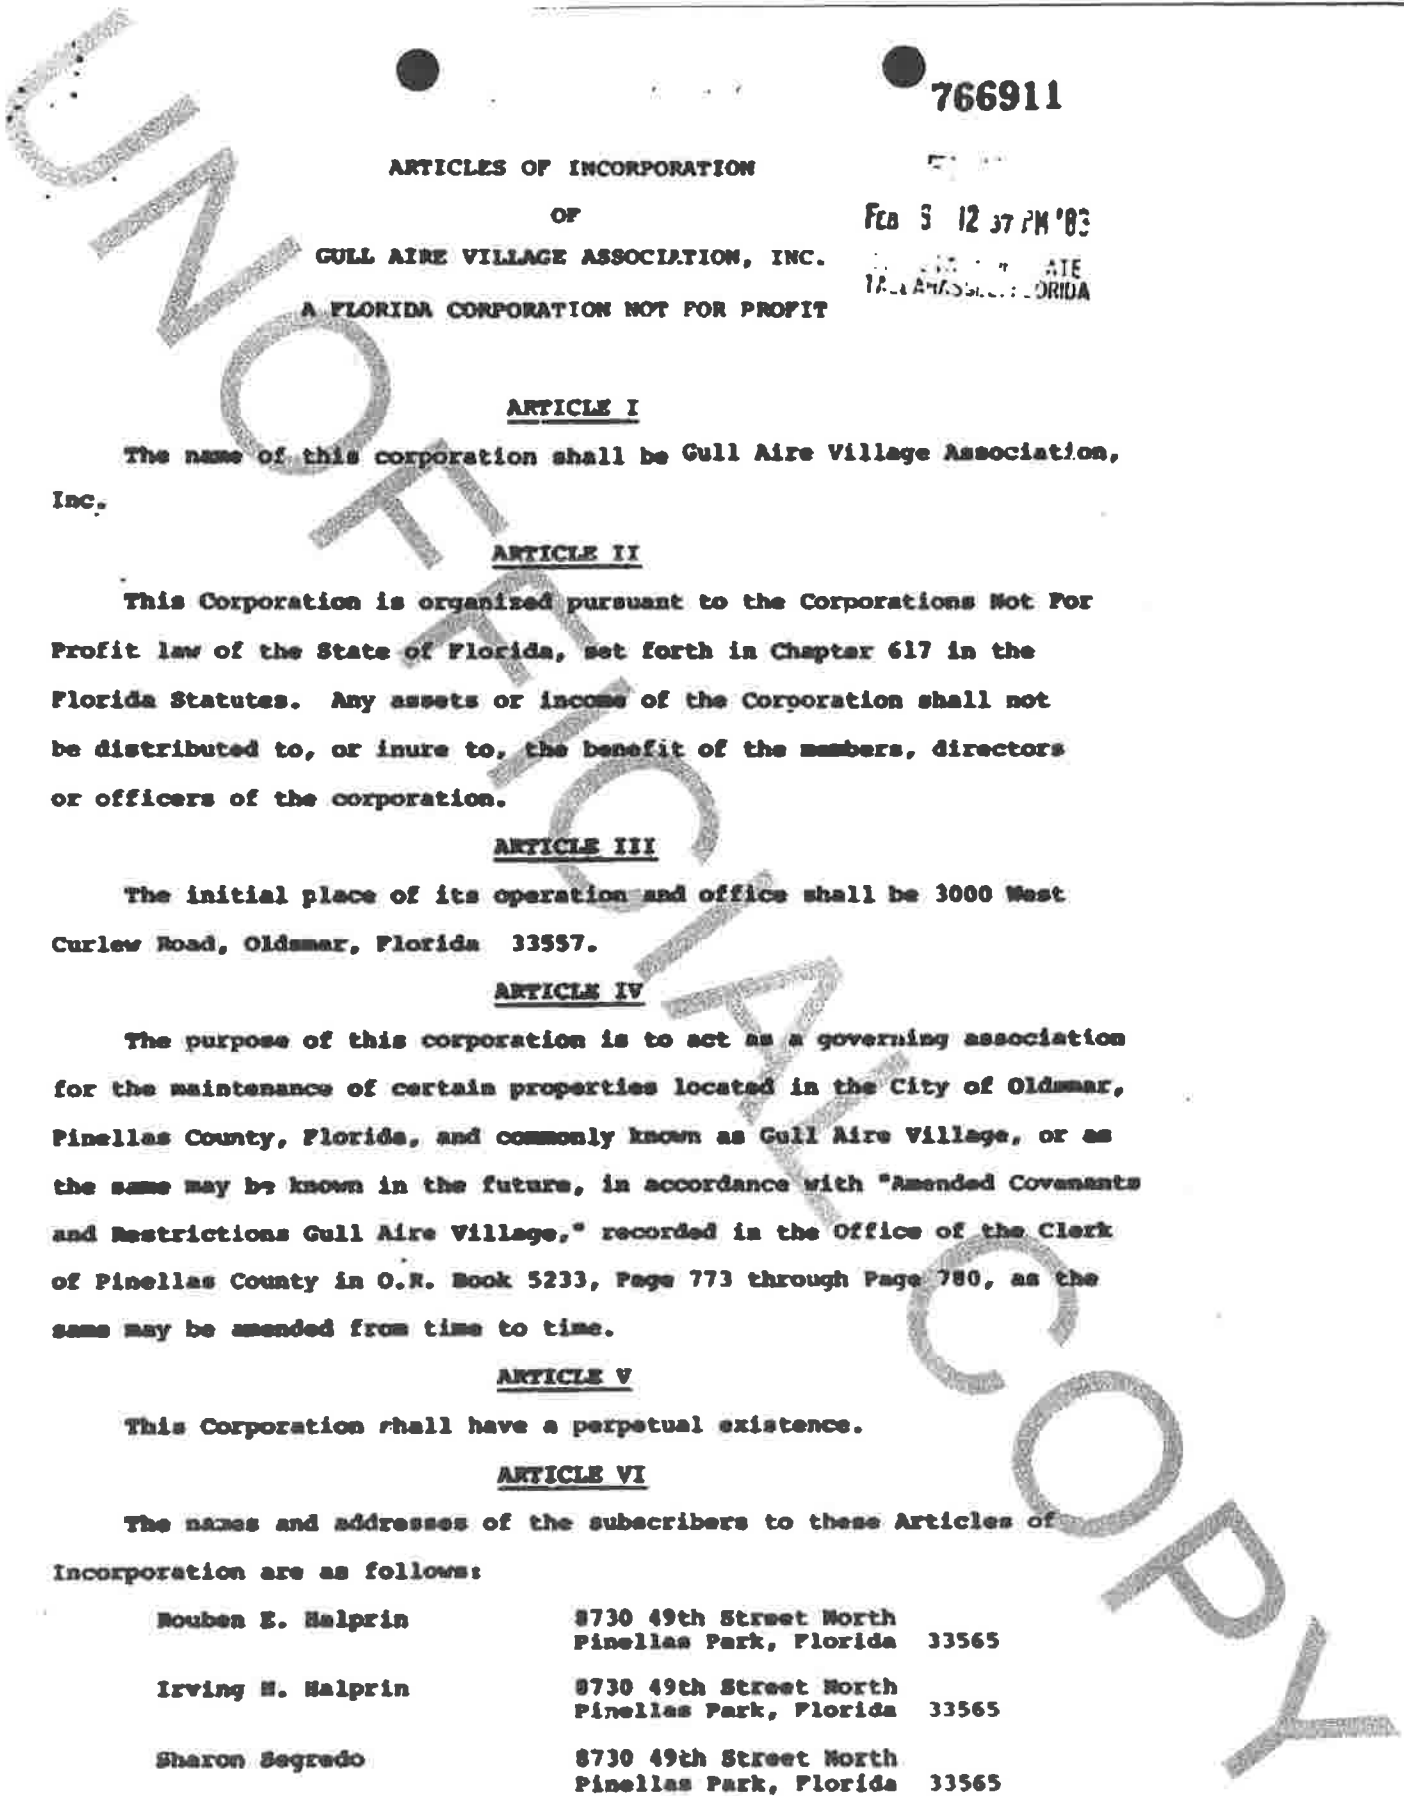 766911
ARTICLES OF INCORPORATION
OF
GULL AIRE VILLAGE ASSOCIATION, INC.
A FLORIDA CORPORATION NOT FOR PROFIT
FEB 12 37 PM '83
ORIDA
ARTICLE I
The name of this corporation shall be Gull Aire Village Association,
Inc.
ARTICLE II
This Corporation is organized pursuant to the Corporations Not For
Profit law of the State of Florida, set forth in Chapter 617 in the
Florida Statutes. Any assets or income of the Corporation shall not
be distributed to, or inure to, the benefit of the members, directors
or officers of the corporation.
ARTICLE III
The initial place of its operation and office shall be 3000 West
Curlew Road, Oldsmar, Florida 33557.
ARTICLE IV
The purpose of this corporation is to act as a governing association
for the maintenance of certain properties located in the City of Oldsmar,
Pinellas County, Florida, and commonly known as Gull Aire Village, or as
the same may be known in the future, in accordance with "Amended Covenants
and Restrictions Gull Aire Village," recorded in the Office of the Clerk
of Pinellas County in O.R. Book 5233, Page 773 through Page 780, as the
same may be amended from time to time.
ARTICLE V
This Corporation shall have a perpetual existence.
ARTICLE VI
The names and addresses of the subscribers to these Articles of
Incorporation are as follows:
Rouben E. Halprin 8730 49th Street North
Pinellas Park, Florida 33565
Irving Halprin 8730 49th Street North
Pinellas Park, Florida 33565
Sharon Segredo 8730 49th Street North
Pinellas Park, Florida 33565
UNOFFICIAL COPY